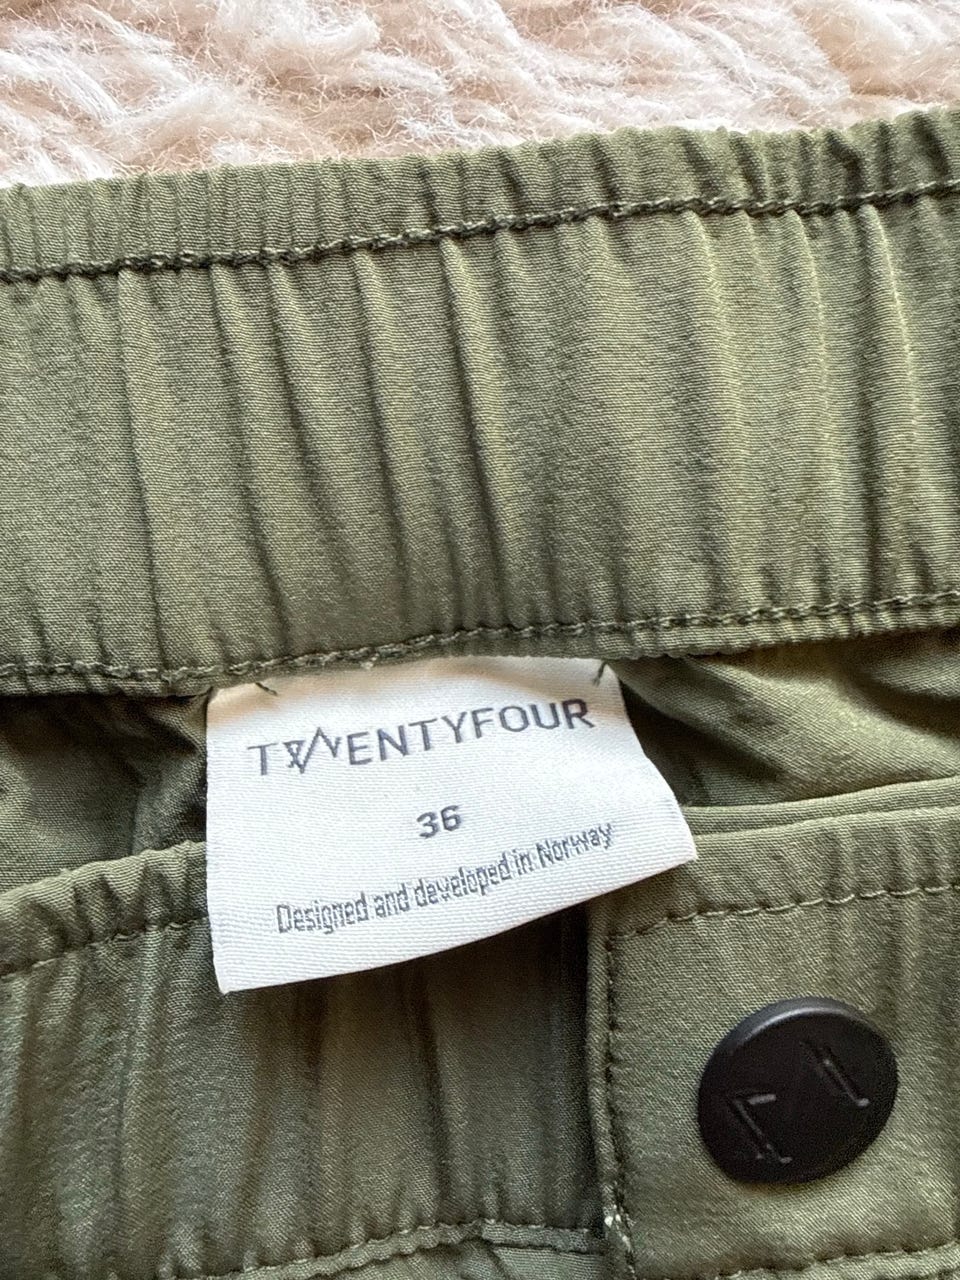 TWENTYFOUR
36
Designed and developed in Norway